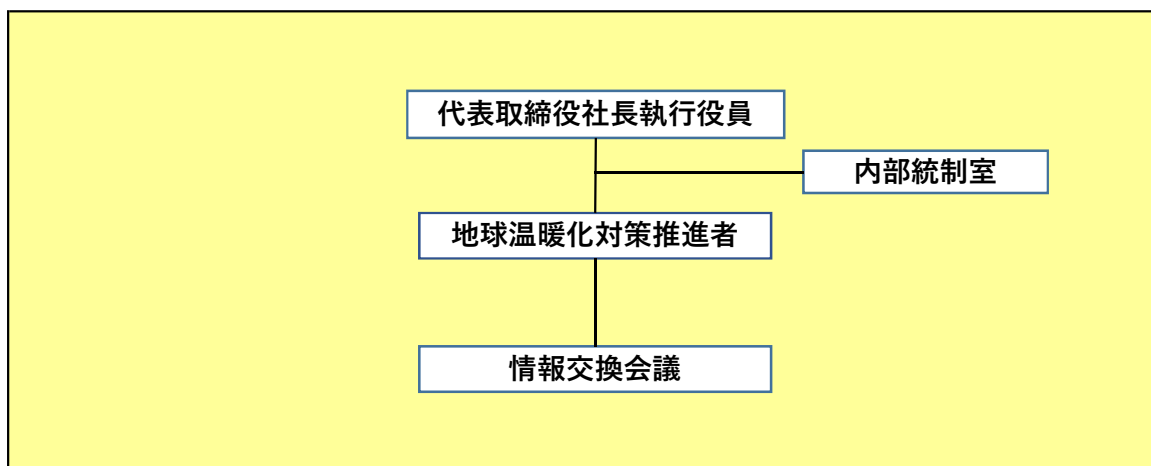 代表取締役社長執行役員
内部統制室
地球温暖化対策推進者
情報交換会議